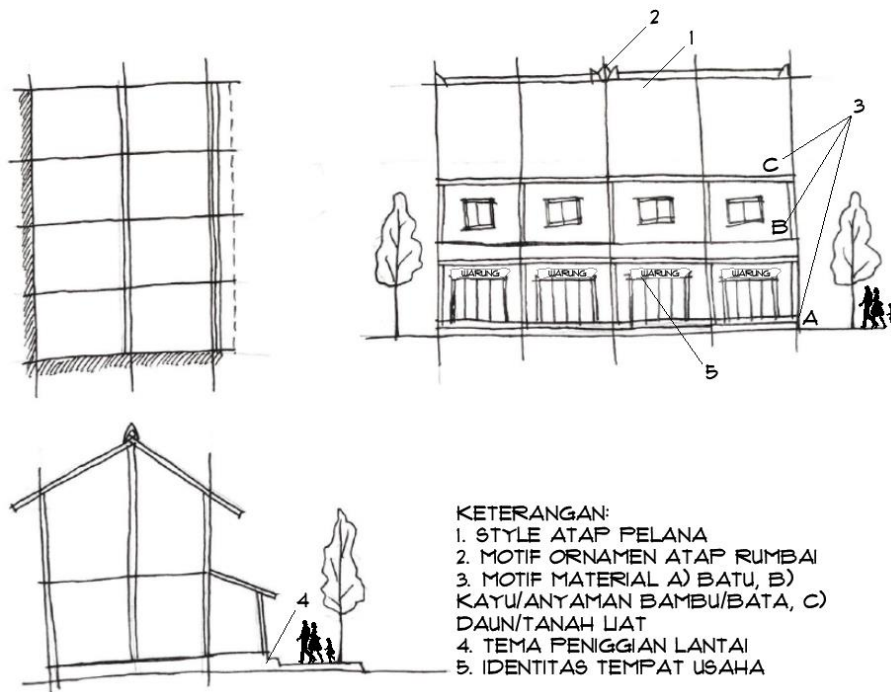 2
1
3
C
B
WARUNG WARUNG WARUNG WARUNG
A
5
4
KETERANGAN:
1. STYLE ATAP PELANA
2. MOTIF ORNAMEN ATAP RUMBAI
3. MOTIF MATERIAL A) BATU, B)
KAYU/ANYAMAN BAMBU/BATA, C)
DAUN/TANAH LIAT
4. TEMA PENIGGIAN LANTAI
5. IDENTITAS TEMPAT USAHA